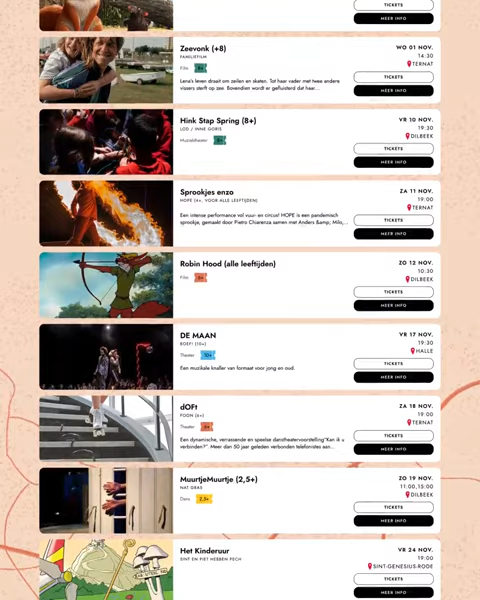 TICKETS
MEER INFO
Zeevonk (+8)
FAMILIEFILM
Film 8+
Lena's leven draait om zeilen en skaten. Tot haar vader met twee andere
vissers sterft op zee. Bovendien wordt er gefluisterd dat haar...
WO 01 NOV.
14:30
TERNAT
TICKETS
MEER INFO
Hink Stap Spring (8+)
LOD / INNE GORIS
Muziektheater 8+
VR 10 NOV.
19:30
DILBEEK
TICKETS
MEER INFO
Sprookjes enzo
HOPE (4+, VOOR ALLE LEEFTIJDEN)
Een intense performance vol vuur- en circus! HOPE is een pandemisch
sprookje, gemaakt door Pietro Chiarenza samen met Anders &amp; Milo,...
ZA 11 NOV.
19:00
TERNAT
TICKETS
MEER INFO
Robin Hood (alle leeftijden)
Film
ZO 12 NOV.
10:30
DILBEEK
TICKETS
MEER INFO
DE MAAN
BOEF! (10+)
Theater 10+
Een muzikale knaller van formaat voor jong en oud.
VR 17 NOV.
19:30
HALLE
TICKETS
MEER INFO
dOFt
FOON (6+)
Theater 6+
Een dynamische, verrassende en speelse danstheatervoorstelling"Kan ik u
verbinden?". Meer dan 50 jaar geleden verbonden telefonistes aan...
ZA 18 NOV.
19:00
TERNAT
TICKETS
MEER INFO
MuurtjeMuurtje (2,5+)
NAT GRAS
Dans 2,5+
ZO 19 NOV.
11:00,15:00
DILBEEK
TICKETS
MEER INFO
Het Kinderuur
SINT EN PIET HEBBEN PECH
VR 24 NOV.
19:00
SINT-GENESIUS-RODE
TICKETS
MEER INFO